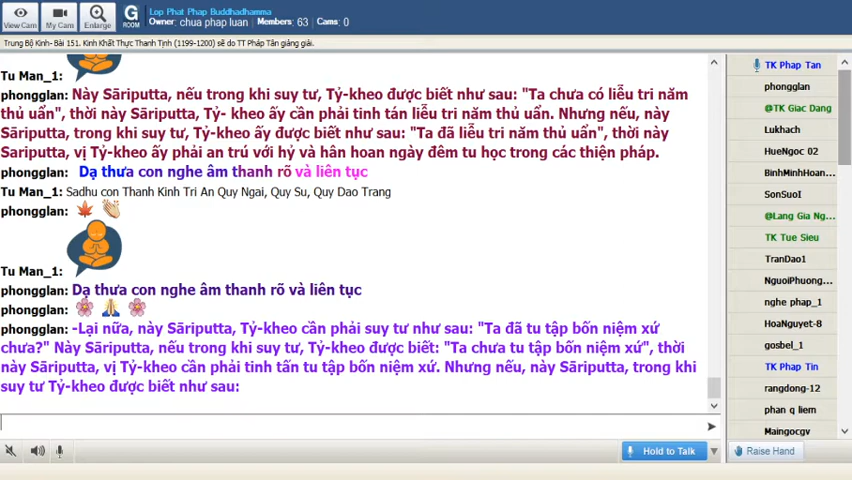 View Cam
My Cam
Enlarge
G
ROOM
Lop Phat Phap Buddhadhamma
Owner: chua phap luan Members: 63 Cams: 0
Trung Bộ Kinh- Bài 151. Kinh Khất Thực Thanh Tịnh (1199-1200) sẽ do TT Pháp Tân giảng giải.
Tu Man_1:
phongglan: Này Sāriputta, nếu trong khi suy tư, Tỷ-kheo được biết như sau: "Ta chưa có liễu tri năm
thủ uẩn", thời này Sāriputta, Tỷ- kheo ấy cần phải tinh tán liễu tri năm thủ uẩn. Nhưng nếu, này
Sāriputta, trong khi suy tư, Tỷ-kheo ấy được biết như sau: "Ta đã liễu tri năm thủ uẩn", thời này
Sariputta, vị Tỷ-kheo ấy phải an trú với hỷ và hân hoan ngày đêm tu học trong các thiện pháp.
phongglan: Dạ thưa con nghe âm thanh rõ và liên tục
Tu Man_1: Sadhu con Thanh Kinh Tri An Quy Ngai, Quy Su, Quy Dao Trang
phongglan:
Tu Man_1:
phongglan: Dạ thưa con nghe âm thanh rõ và liên tục
phongglan:
phongglan: -Lại nữa, này Sāriputta, Tỷ-kheo cần phải suy tư như sau: "Ta đã tu tập bốn niệm xứ
chưa?" Này Sāriputta, nếu trong khi suy tư, Tỷ-kheo được biết: "Ta chưa tu tập bốn niệm xứ", thời
này Sāriputta, vị Tỷ-kheo cần phải tinh tấn tu tập bốn niệm xứ. Nhưng nếu, này Sāriputta, trong khi
suy tư Tỷ-kheo được biết như sau:
Hold to Talk
TK Phap Tan
phongglan
@TK Giac Dang
Lukhach
HueNgoc 02
BinhMinhHoan...
SonSuoI
@Lang Gia Ng...
TK Tue Sieu
TranDao1
NguoiPhuong...
nghe phap_1
HoaNguyet-8
gosbel_1
TK Phap Tin
rangdong-12
phan q liem
Maingocgv
Raise Hand